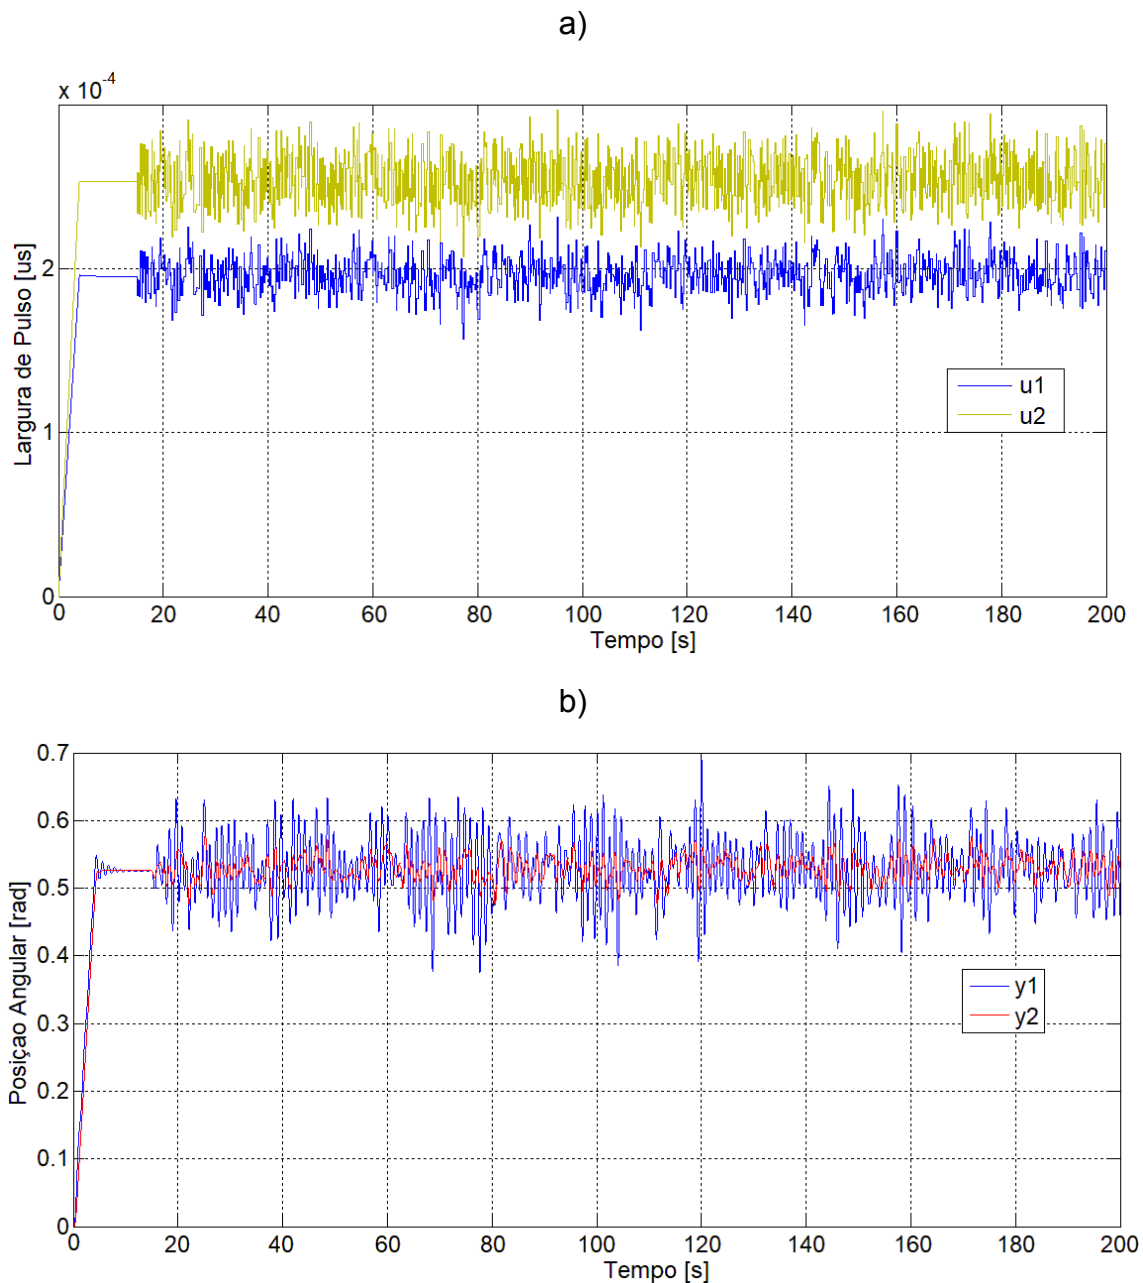 a)
x 10-4
2
1
0
Largura de Pulso [us]
u1
u2
0 20 40 60 80 100 120 140 160 180 200
Tempo [s]
b)
0.7
0.6
0.5
0.4
0.3
0.2
0.1
0
Posiçao Angular [rad]
y1
y2
0 20 40 60 80 100 120 140 160 180 200
Tempo [s]